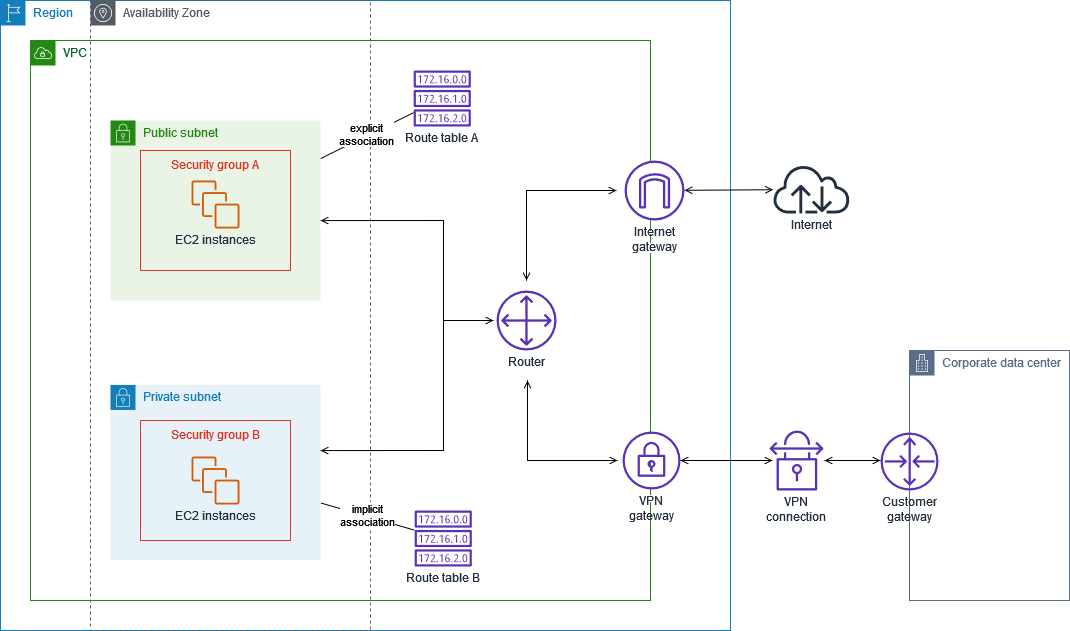 Region
Availability Zone
VPC
172.16.0.0
172.16.1.0
172.16.2.0
Route table A
explicit
association
Public subnet
Security group A
EC2 instances
Internet
gateway
Internet
Router
Corporate data center
Private subnet
Security group B
EC2 instances
implicit
association
172.16.0.0
172.16.1.0
172.16.2.0
Route table B
VPN
gateway
VPN
connection
Customer
gateway